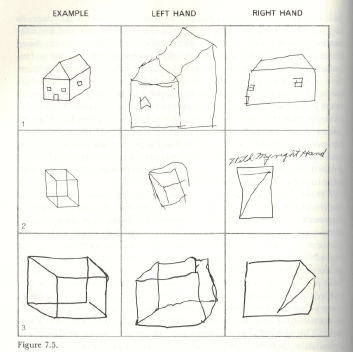 EXAMPLE LEFT HAND RIGHT HAND
1
With My right Hand
2
3
Figure 7.5.